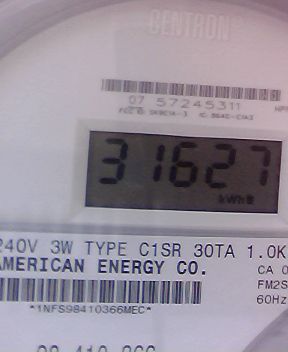 CENTRON
07 57245311
31627
kWh
240V 3W TYPE C1SR 30TA 1.0K
AMERICAN ENERGY CO.
CA 0
FM2S
60Hz
*1NFS98410366MEC*